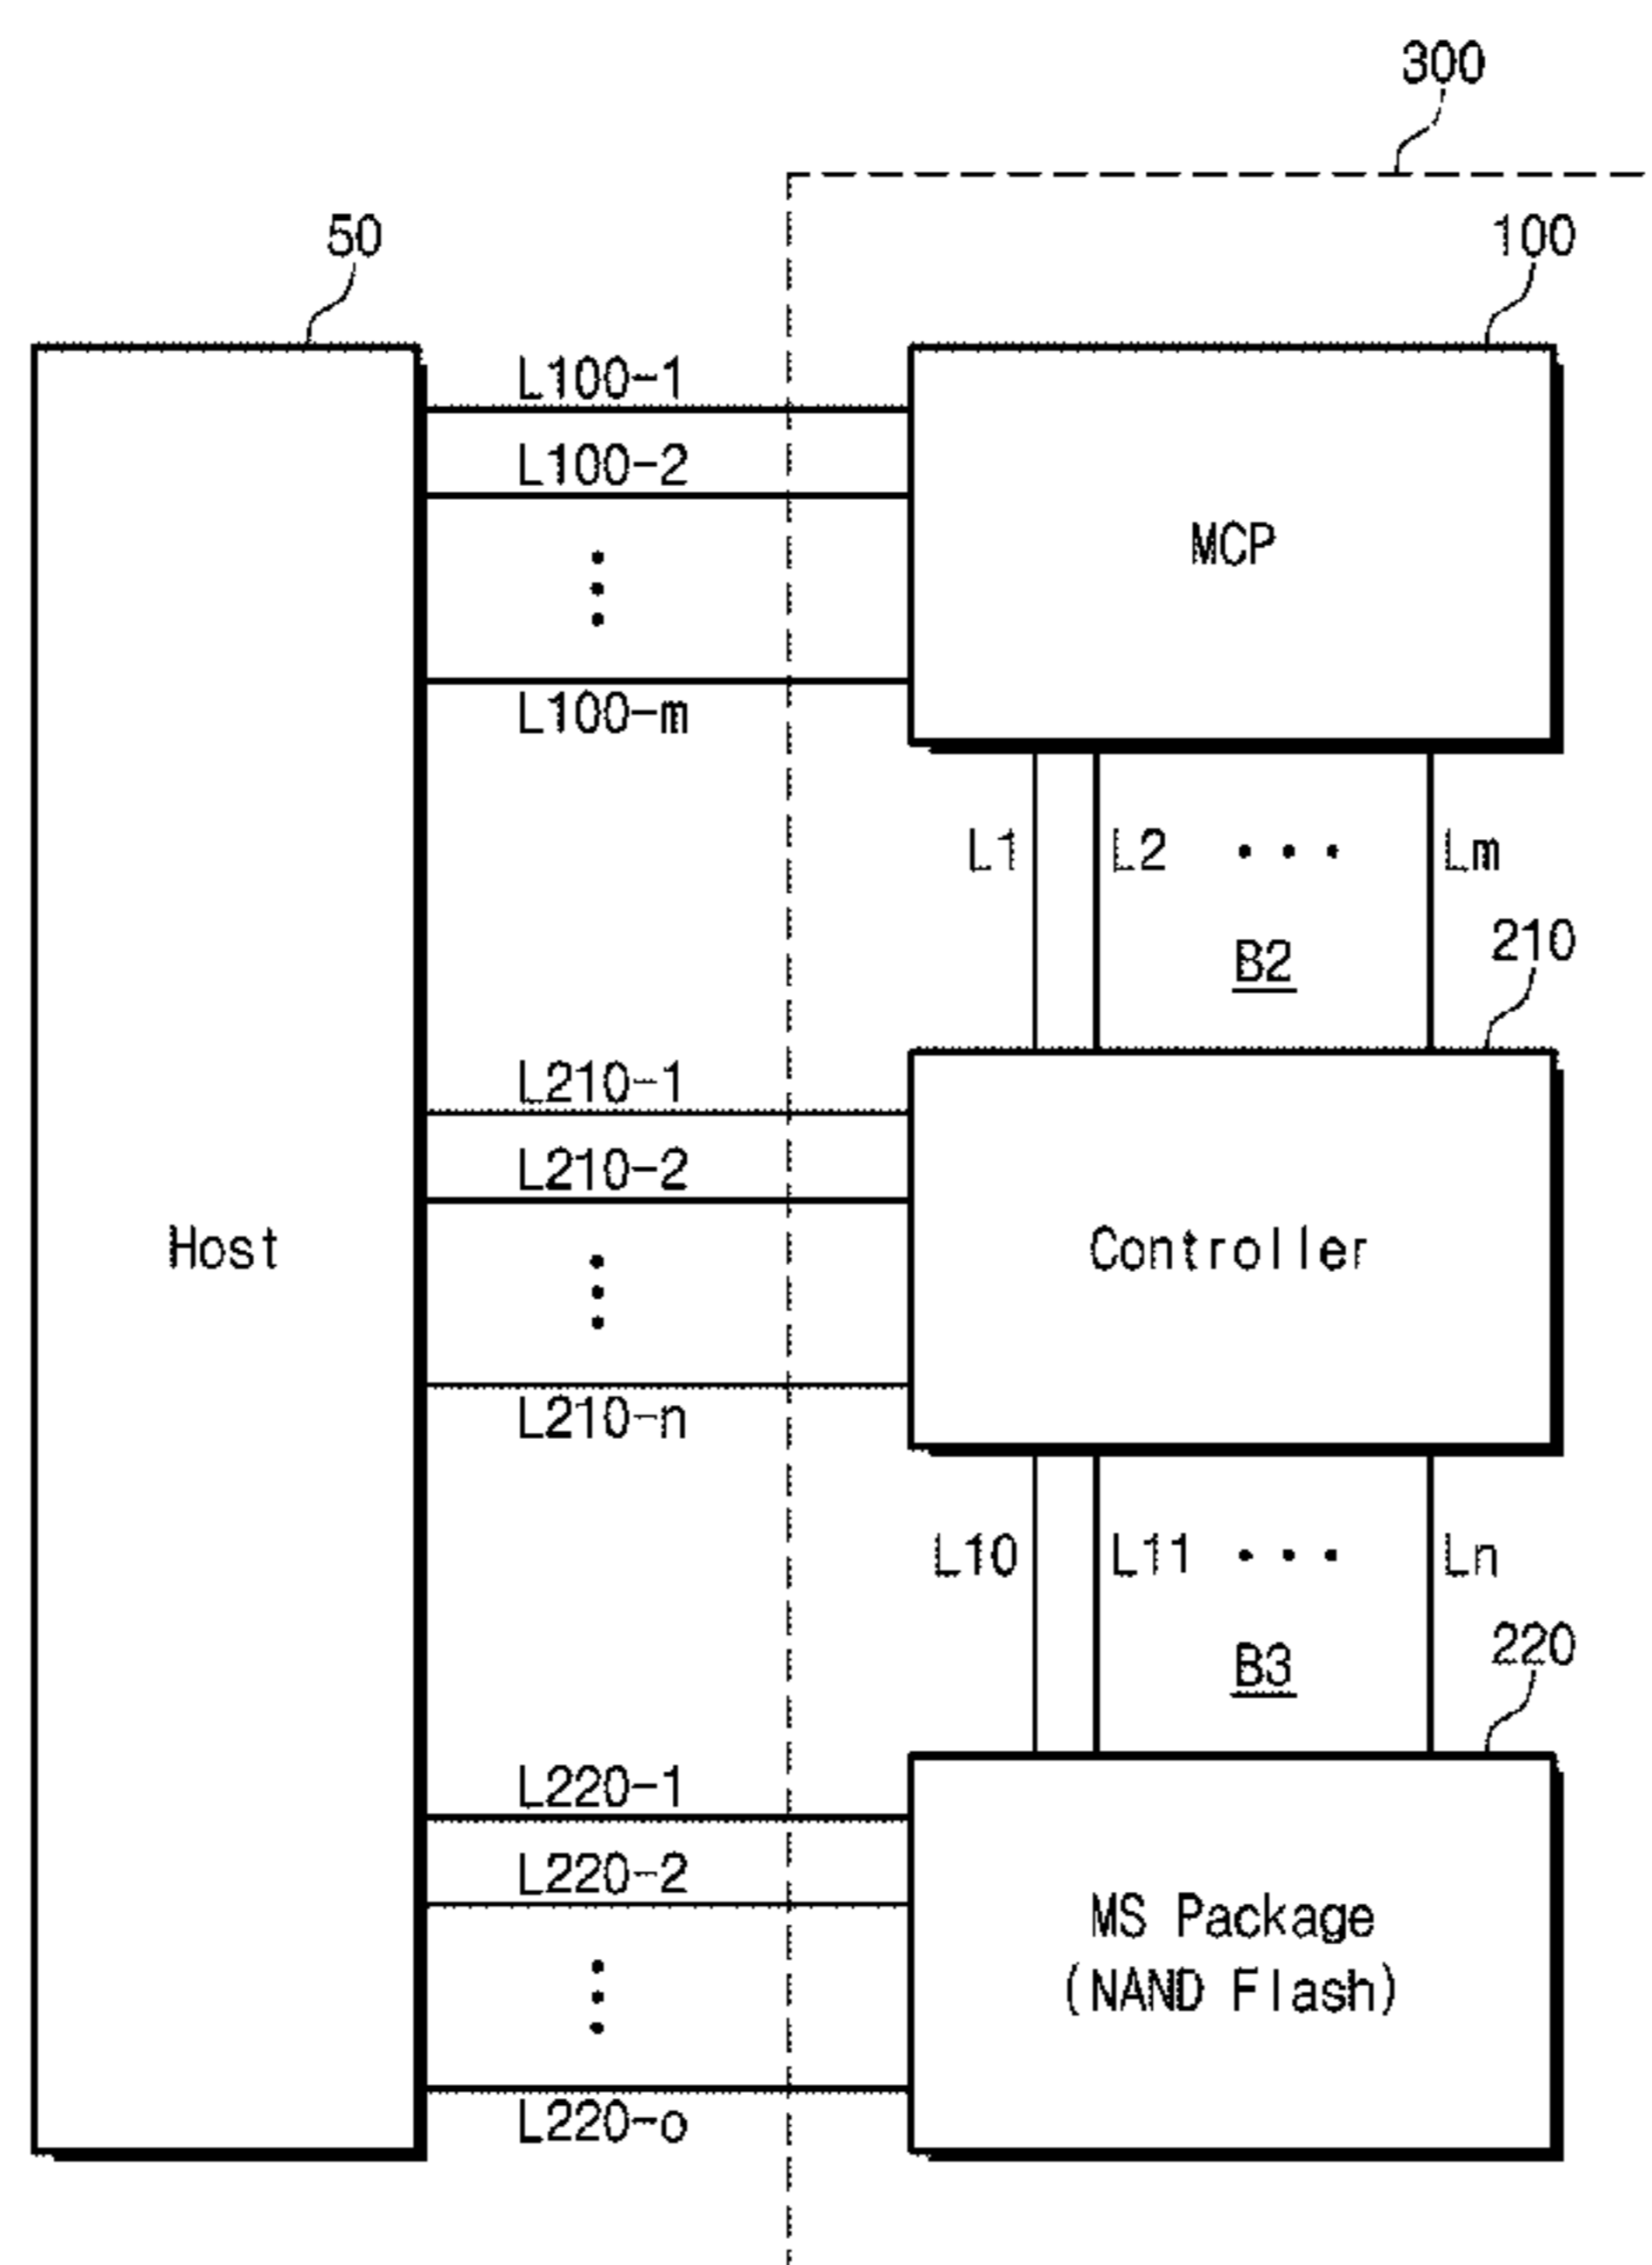 300
50
100
L100-1
L100-2
MCP
L100-m
L1
L2
Lm
B2
210
L210-1
L210-2
Host
Controller
L210-n
L10
L11
Ln
B3
220
L220-1
L220-2
MS Package
(NAND Flash)
L220-o